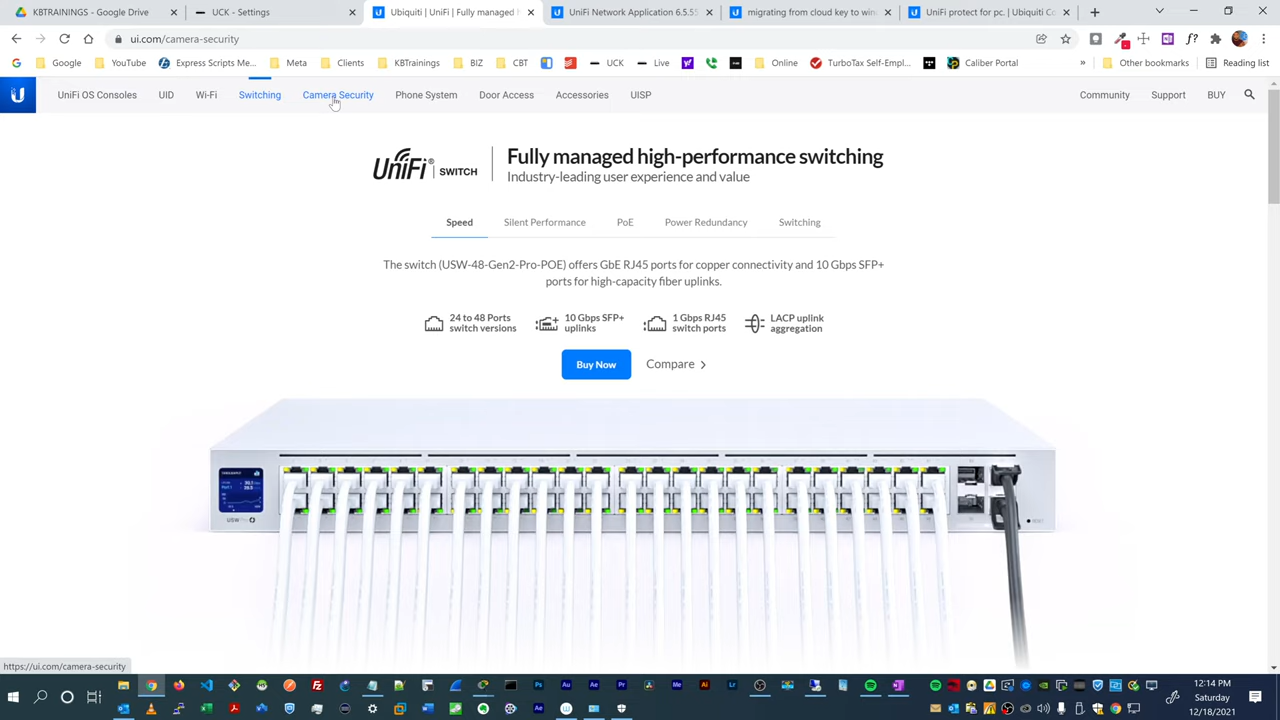 KBTRAININGS - Google Drive
UCK - Settings
Ubiquiti | UniFi | Fully managed
UniFi Network Application 6.5.55
migrating from cloud key to win
UniFi protect for pc. | Ubiquiti Co
ui.com/camera-security
Google
YouTube
Express Scripts Me...
Meta
Clients
KBTrainings
BIZ
CBT
UCK
Live
Online
TurboTax Self-Empl...
Caliber Portal
Other bookmarks
Reading list
UniFi OS Consoles
UID
Wi-Fi
Switching
Camera Security
Phone System
Door Access
Accessories
UISP
Community
Support
BUY
UniFi® SWITCH
Fully managed high-performance switching
Industry-leading user experience and value
Speed
Silent Performance
PoE
Power Redundancy
Switching
The switch (USW-48-Gen2-Pro-POE) offers GbE RJ45 ports for copper connectivity and 10 Gbps SFP+
ports for high-capacity fiber uplinks.
24 to 48 Ports
switch versions
10 Gbps SFP+
uplinks
1 Gbps RJ45
switch ports
LACP uplink
aggregation
Buy Now
Compare
https://ui.com/camera-security
12:14 PM
Saturday
12/18/2021